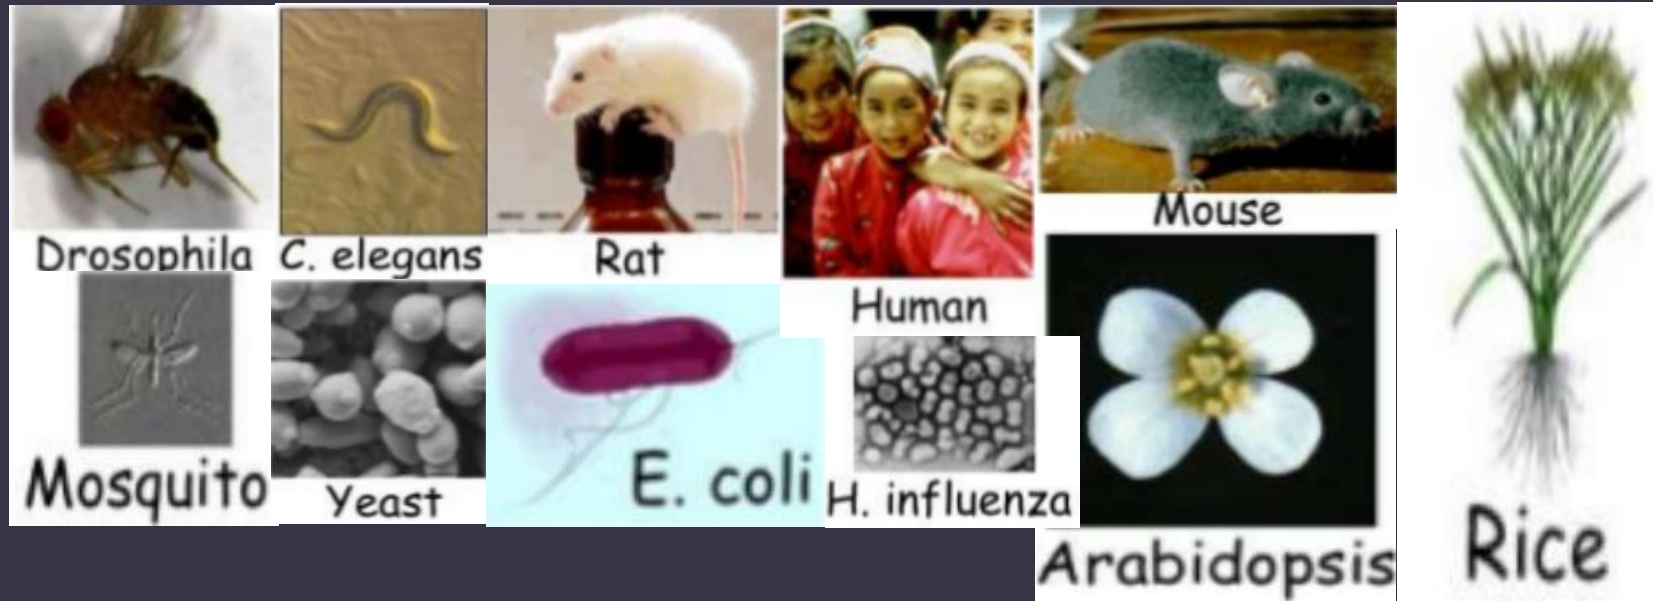 Drosophila
C. elegans
Rat
Human
Mouse
Mosquito
Yeast
E. coli
H. influenza
Arabidopsis
Rice